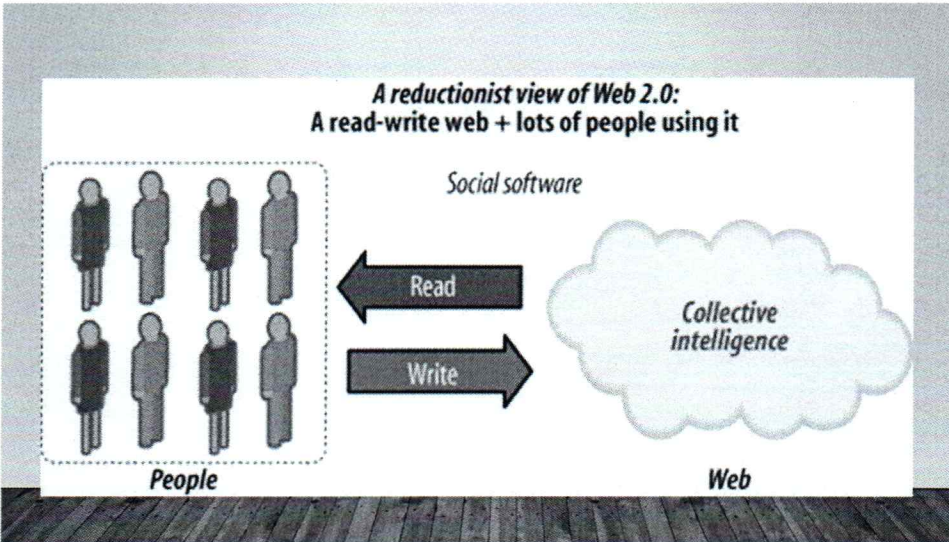 A reductionist view of Web 2.0:
A read-write web + lots of people using it
Social software
Read
Collective
intelligence
Write
People
Web